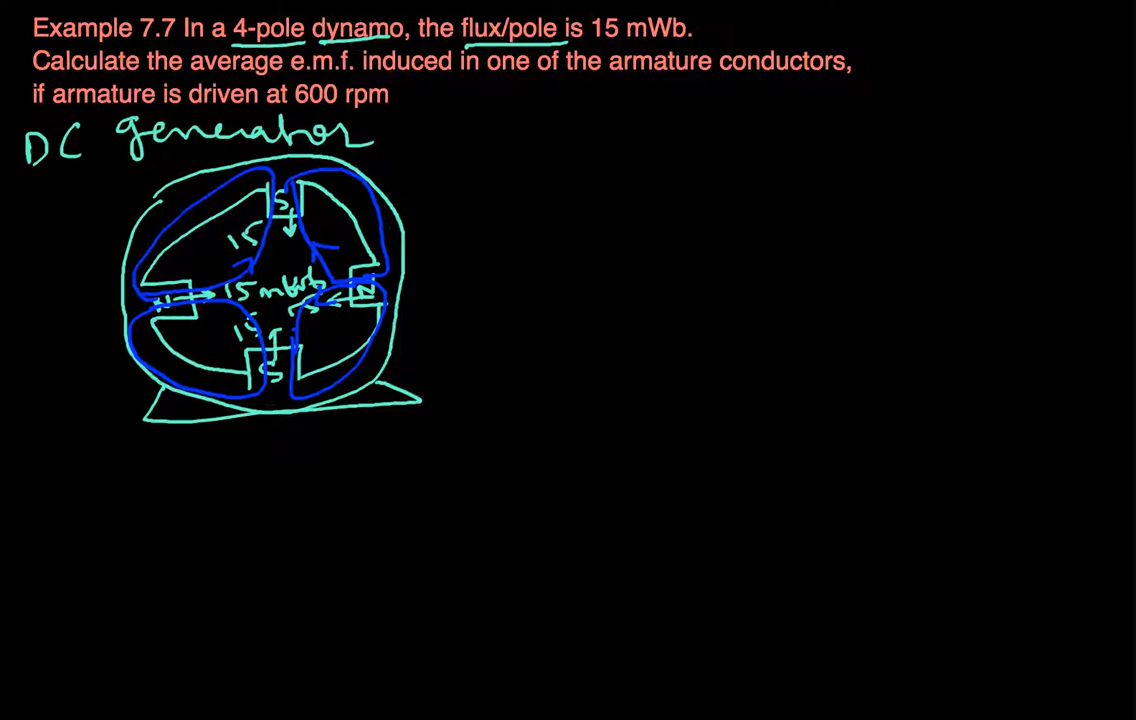 Example 7.7 In a 4-pole dynamo, the flux/pole is 15 mWb.
Calculate the average e.m.f. induced in one of the armature conductors,
if armature is driven at 600 rpm
DC generator
S
15
N 15 mwb N
15
S